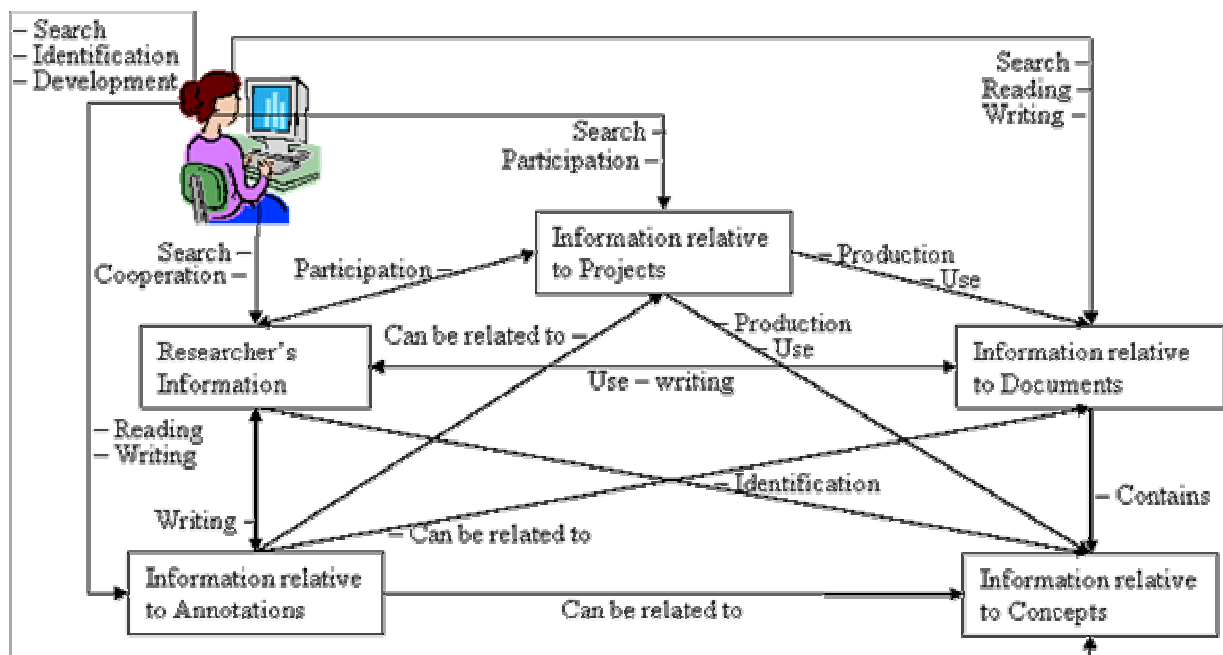 – Search
– Identification
– Development
Search –
Reading –
Writing –
Search –
Participation –
Search –
Cooperation –
Participation –
Information relative
to Projects
– Production
– Use
Can be related to –
– Production
– Use
Researcher's
Information
Use – writing
Information relative
to Documents
– Reading
– Writing
– Identification
– Contains
Writing –
– Can be related to
Information relative
to Annotations
Can be related to
Information relative
to Concepts